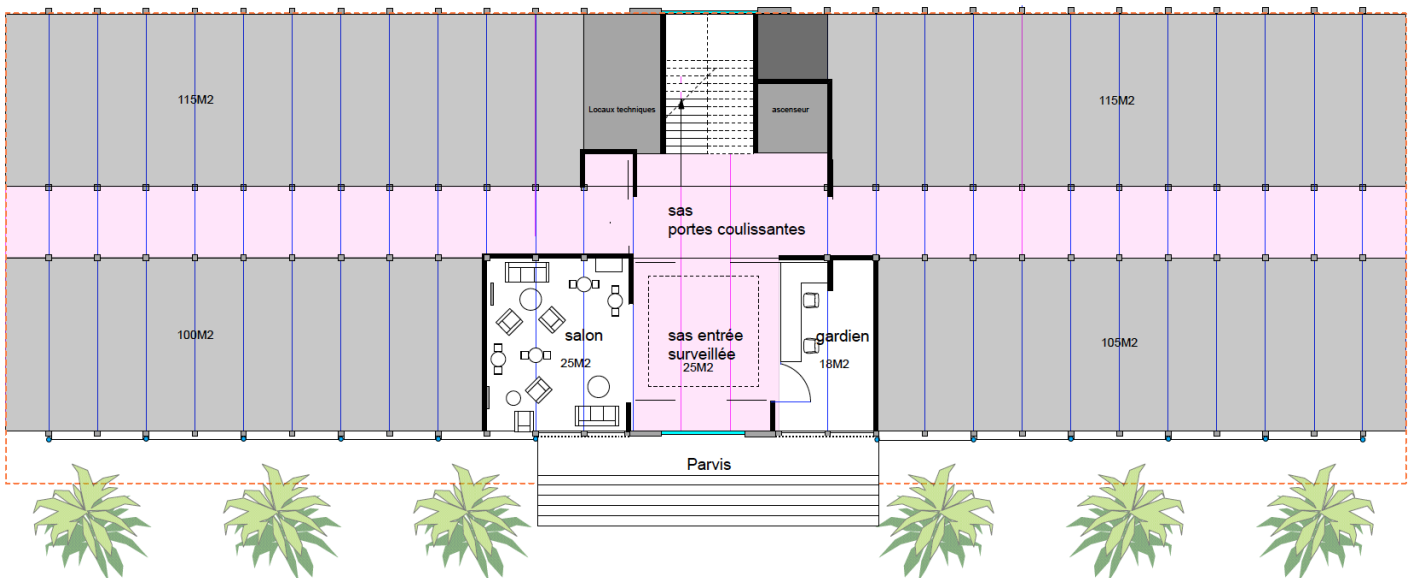 115M2
Locaux techniques
ascenseur
115M2
sas
portes coulissantes
100M2
salon
25M2
sas entrée
surveillée
25M2
gardien
18M2
105M2
Parvis